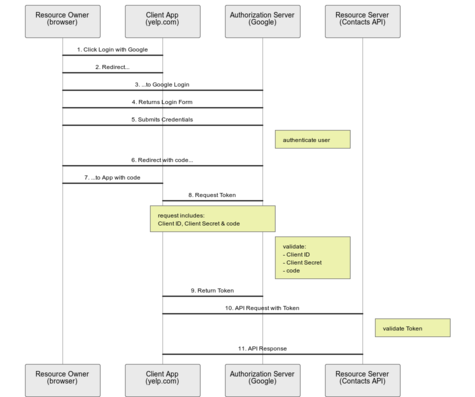 Resource Owner
(browser)
Client App
(yelp.com)
Authorization Server
(Google)
Resource Server
(Contacts API)
1. Click Login with Google
2. Redirect...
3. ...to Google Login
4. Returns Login Form
5. Submits Credentials
authenticate user
6. Redirect with code...
7. ...to App with code
8. Request Token
request includes:
Client ID, Client Secret & code
validate:
- Client ID
- Client Secret
- code
9. Return Token
10. API Request with Token
validate Token
11. API Response
Resource Owner
(browser)
Client App
(yelp.com)
Authorization Server
(Google)
Resource Server
(Contacts API)